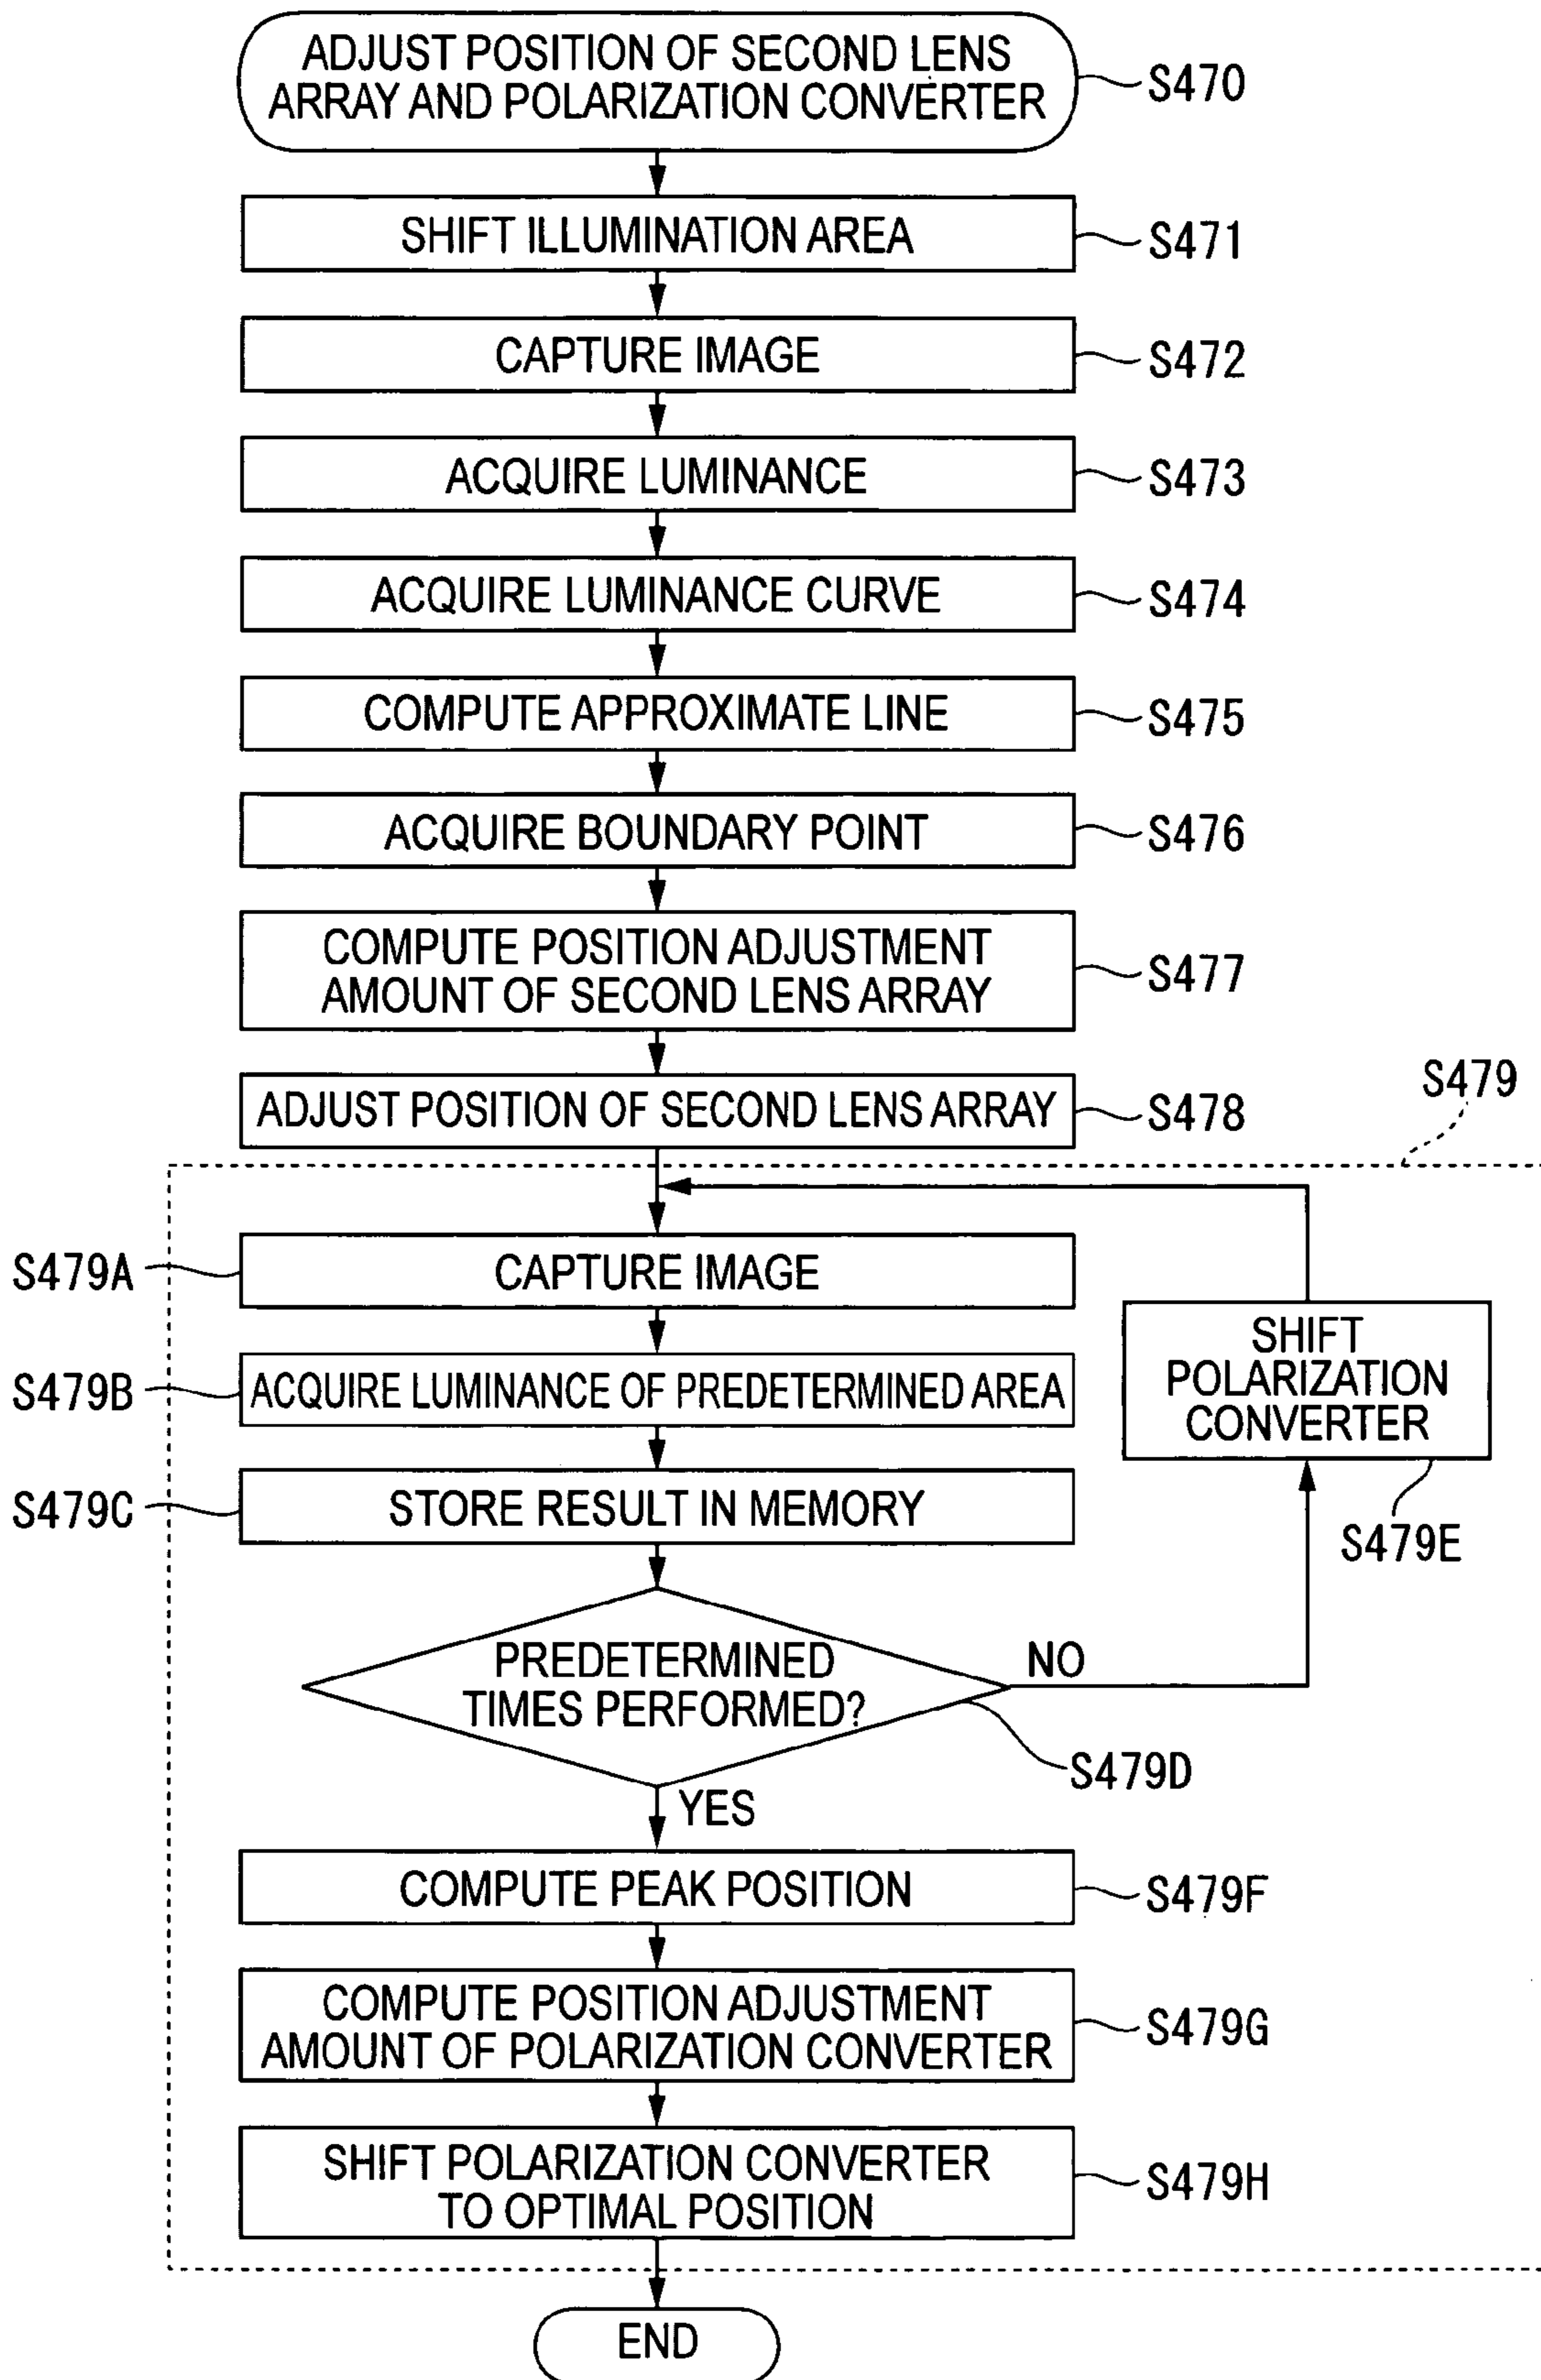 ADJUST POSITION OF SECOND LENS
ARRAY AND POLARIZATION CONVERTER
S470
SHIFT ILLUMINATION AREA
S471
CAPTURE IMAGE
S472
ACQUIRE LUMINANCE
S473
ACQUIRE LUMINANCE CURVE
S474
COMPUTE APPROXIMATE LINE
S475
ACQUIRE BOUNDARY POINT
S476
COMPUTE POSITION ADJUSTMENT
AMOUNT OF SECOND LENS ARRAY
S477
ADJUST POSITION OF SECOND LENS ARRAY
S478
S479
S479A
CAPTURE IMAGE
S479B
ACQUIRE LUMINANCE OF PREDETERMINED AREA
SHIFT
POLARIZATION
CONVERTER
S479E
S479C
STORE RESULT IN MEMORY
PREDETERMINED
TIMES PERFORMED?
NO
S479D
YES
COMPUTE PEAK POSITION
S479F
COMPUTE POSITION ADJUSTMENT
AMOUNT OF POLARIZATION CONVERTER
S479G
SHIFT POLARIZATION CONVERTER
TO OPTIMAL POSITION
S479H
END